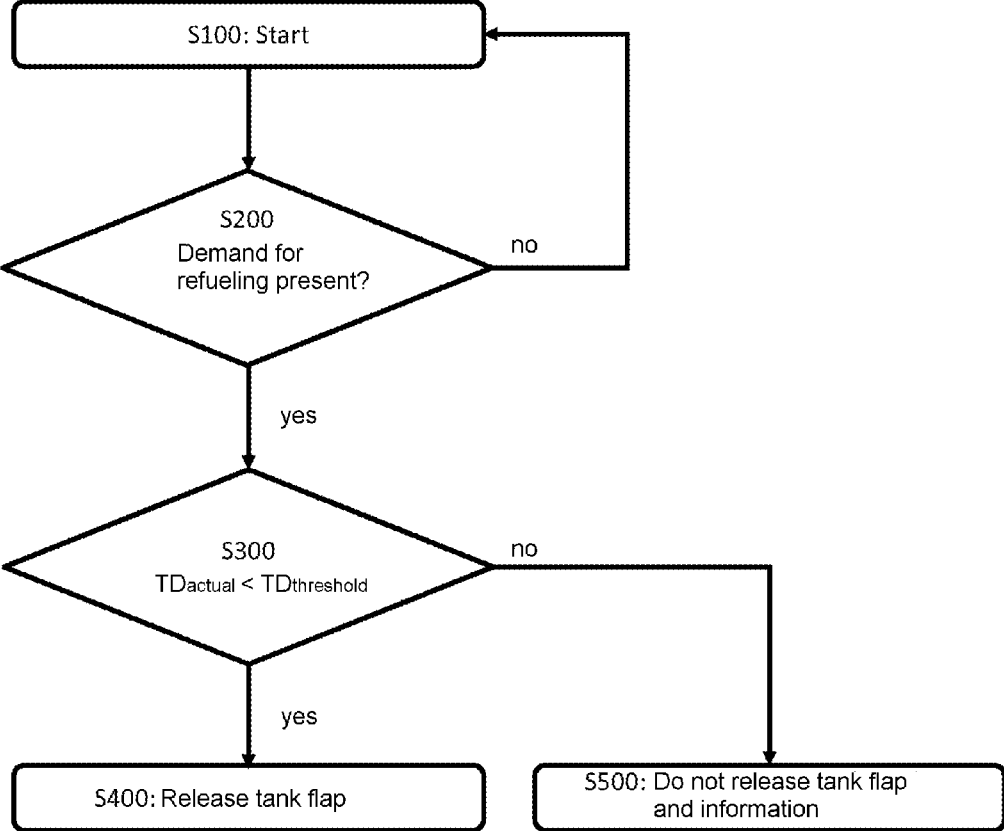 S100: Start
S200
Demand for
refueling present?
no
yes
S300
TDactual < TDthreshold
no
yes
S400: Release tank flap
S500: Do not release tank flap
and information